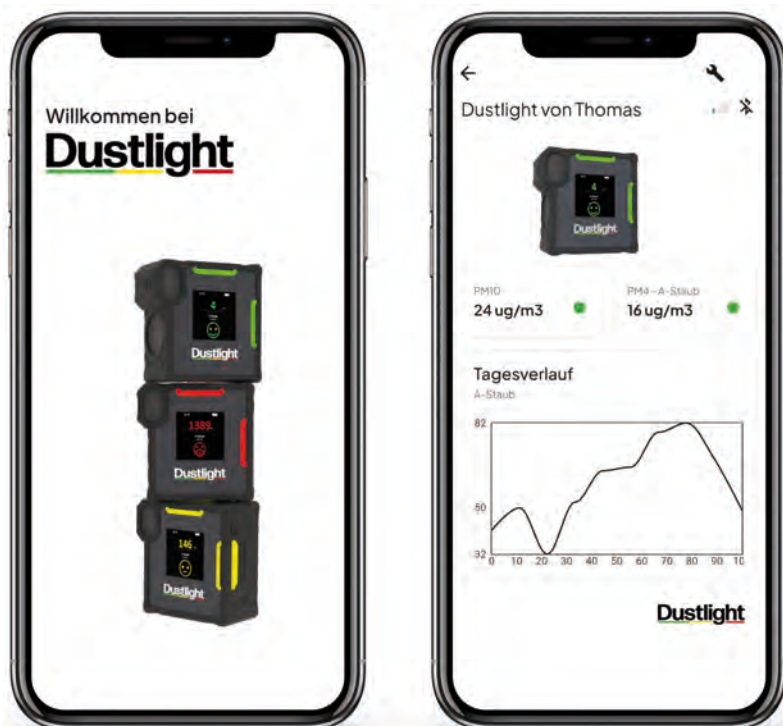 Willkommen bei
Dustlight
4
Dustlight
1389
Dustlight
146
Dustlight
Dustlight von Thomas
4
Dustlight
PM10
24 ug/m3
PM4 - A-Staub
16 ug/m3
Tagesverlauf
A-Staub
82
50
32
0 10 20 30 40 50 60 70 80 90 10
Dustlight